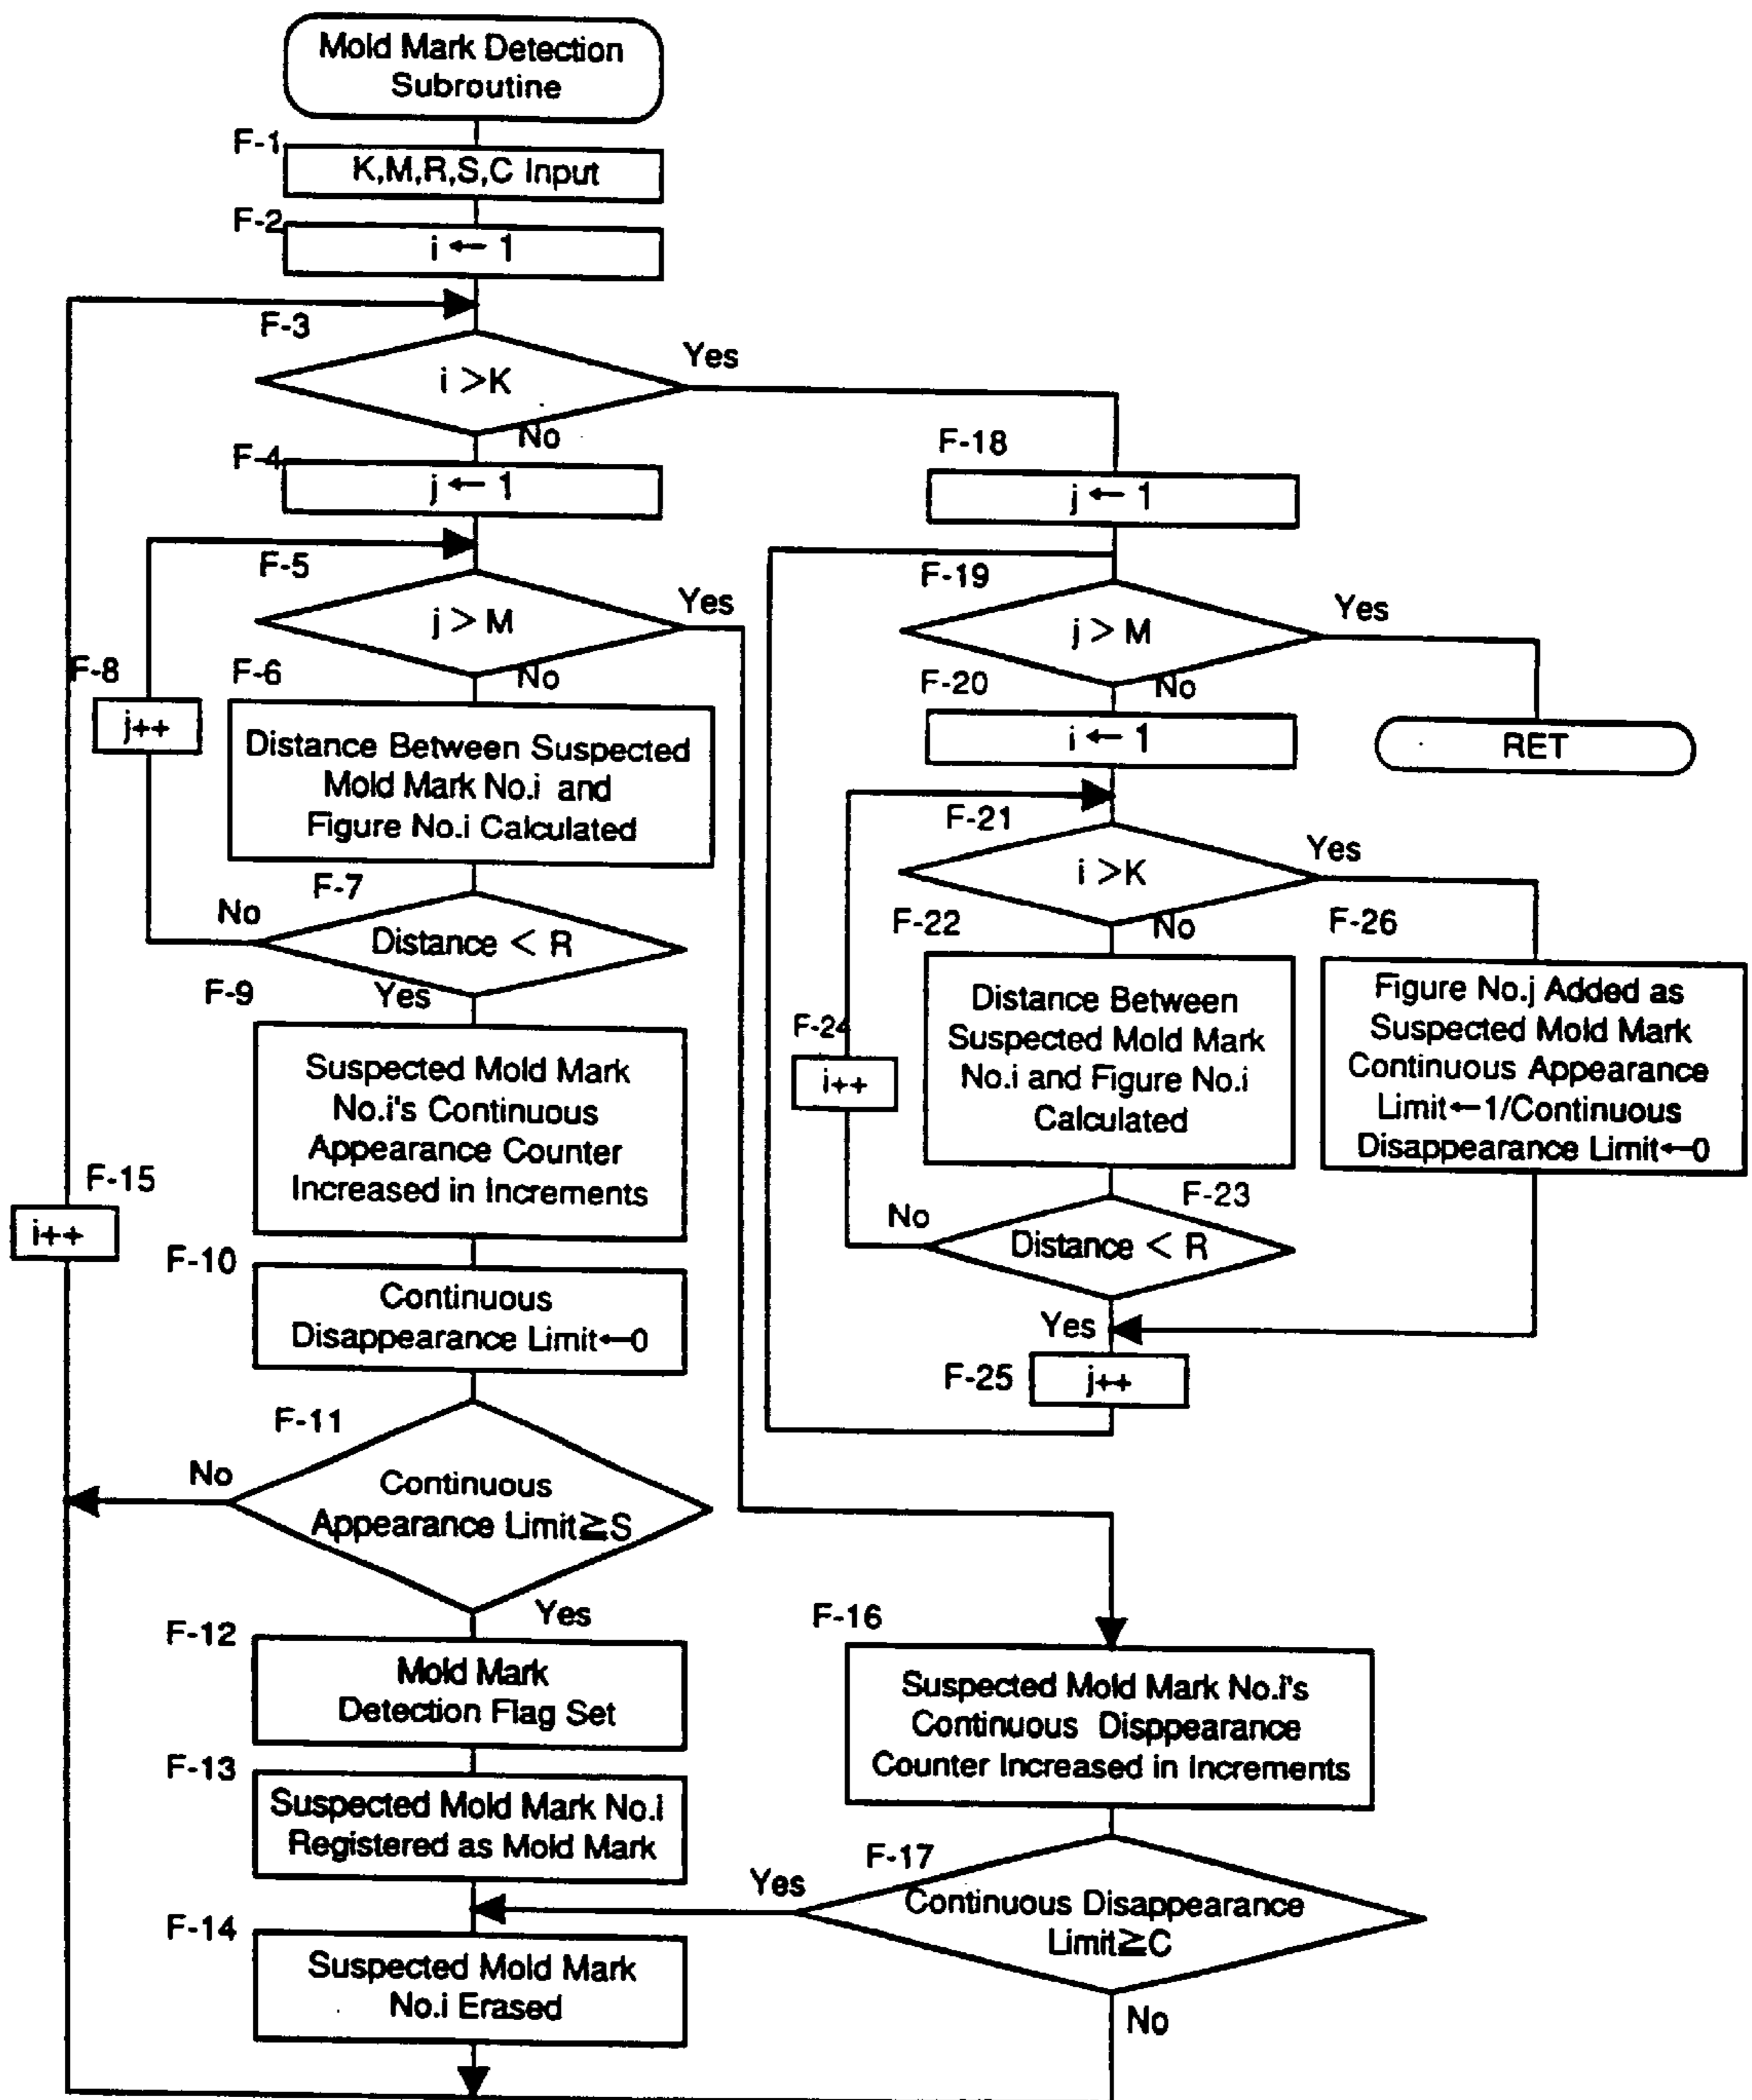 Mold Mark Detection
Subroutine
F-1
K,M,R,S,C Input
F-2
i ← 1
F-3
i >K
Yes
No
F-4
j ← 1
F-5
j > M
Yes
No
F-8
j++
F-6
Distance Between Suspected
Mold Mark No.i and
Figure No.i Calculated
F-7
No
Distance < R
Yes
F-9
Suspected Mold Mark
No.i's Continuous
Appearance Counter
Increased in Increments
F-15
i++
F-10
Continuous
Disappearance Limit←0
F-11
No
Continuous
Appearance Limit≧S
Yes
F-12
Mold Mark
Detection Flag Set
F-13
Suspected Mold Mark No.i
Registered as Mold Mark
F-14
Suspected Mold Mark
No.i Erased
F-18
j ← 1
F-19
j > M
Yes
No
RET
F-20
i ← 1
F-21
i >K
Yes
No
F-22
Distance Between
Suspected Mold Mark
No.i and Figure No.i
Calculated
F-24
i++
F-23
No
Distance < R
Yes
F-26
Figure No.j Added as
Suspected Mold Mark
Continuous Appearance
Limit←1/Continuous
Disappearance Limit←0
F-25
j++
F-16
Suspected Mold Mark No.i's
Continuous Disppearance
Counter Increased in Increments
F-17
Yes
Continuous Disappearance
Limit≧C
No